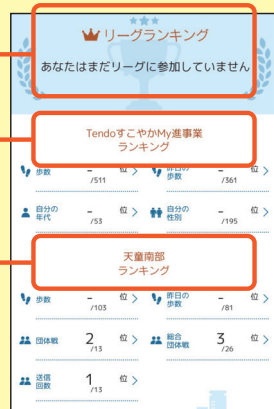 リーグランキング
あなたはまだリーグに参加していません
TendoすこやかMy進事業
ランキング
歩数 - 位 /511 昨日の歩数 - 位 /361
自分の年代 - 位 /53 自分の性別 - 位 /195
天童南部
ランキング
歩数 - 位 /103 昨日の歩数 - 位 /81
団体戦 2 位 /13 総合団体戦 3 位 /26
送信回数 1 位 /13